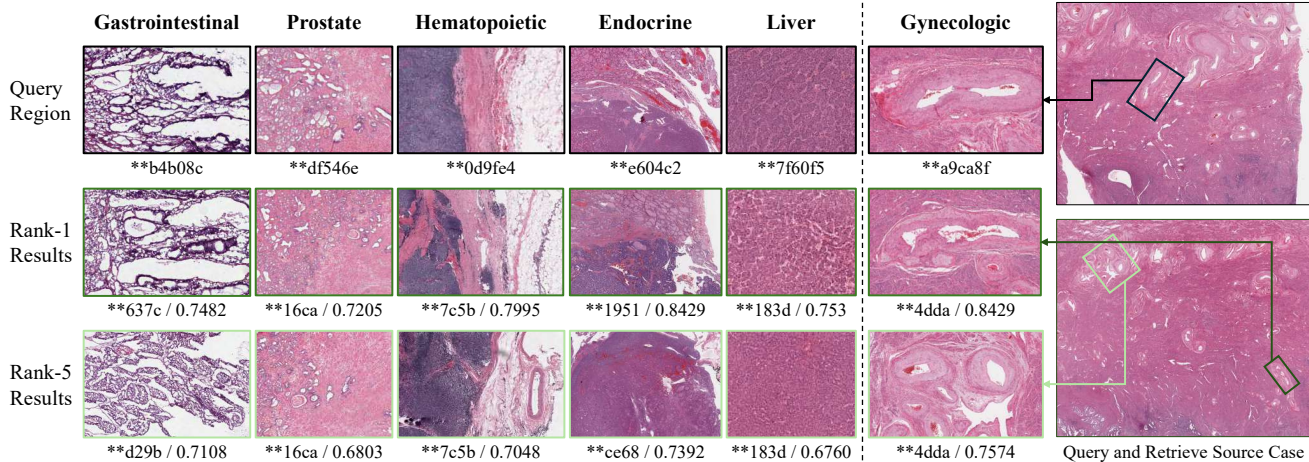 Gastrointestinal Prostate Hematopoietic Endocrine Liver Gynecologic
Query
Region
**b4b08c **df546e **0d9fe4 **e604c2 **7f60f5 **a9ca8f
Rank-1
Results
**637c / 0.7482 **16ca / 0.7205 **7c5b / 0.7995 **1951 / 0.8429 **183d / 0.753 **4dda / 0.8429
Rank-5
Results
**d29b / 0.7108 **16ca / 0.6803 **7c5b / 0.7048 **ce68 / 0.7392 **183d / 0.6760 **4dda / 0.7574
Query and Retrieve Source Case